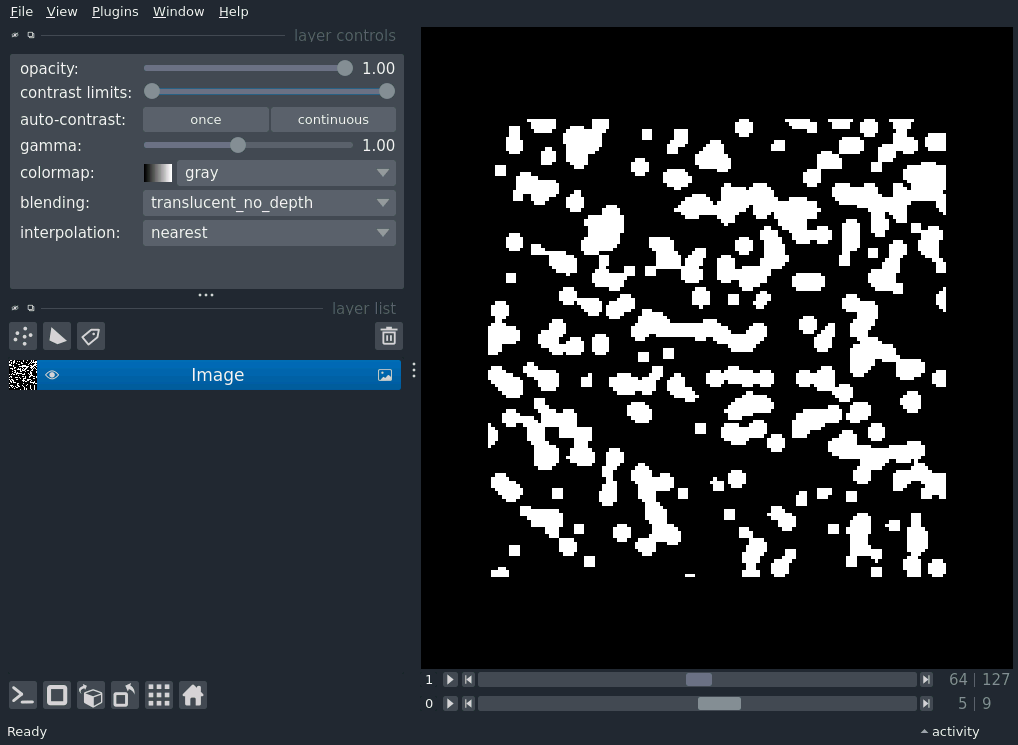 File View Plugins Window Help
layer controls
opacity: 1.00
contrast limits:
auto-contrast: once continuous
gamma: 1.00
colormap: gray
blending: translucent_no_depth
interpolation: nearest
layer list
Image
1 64 | 127
0 5 | 9
Ready activity